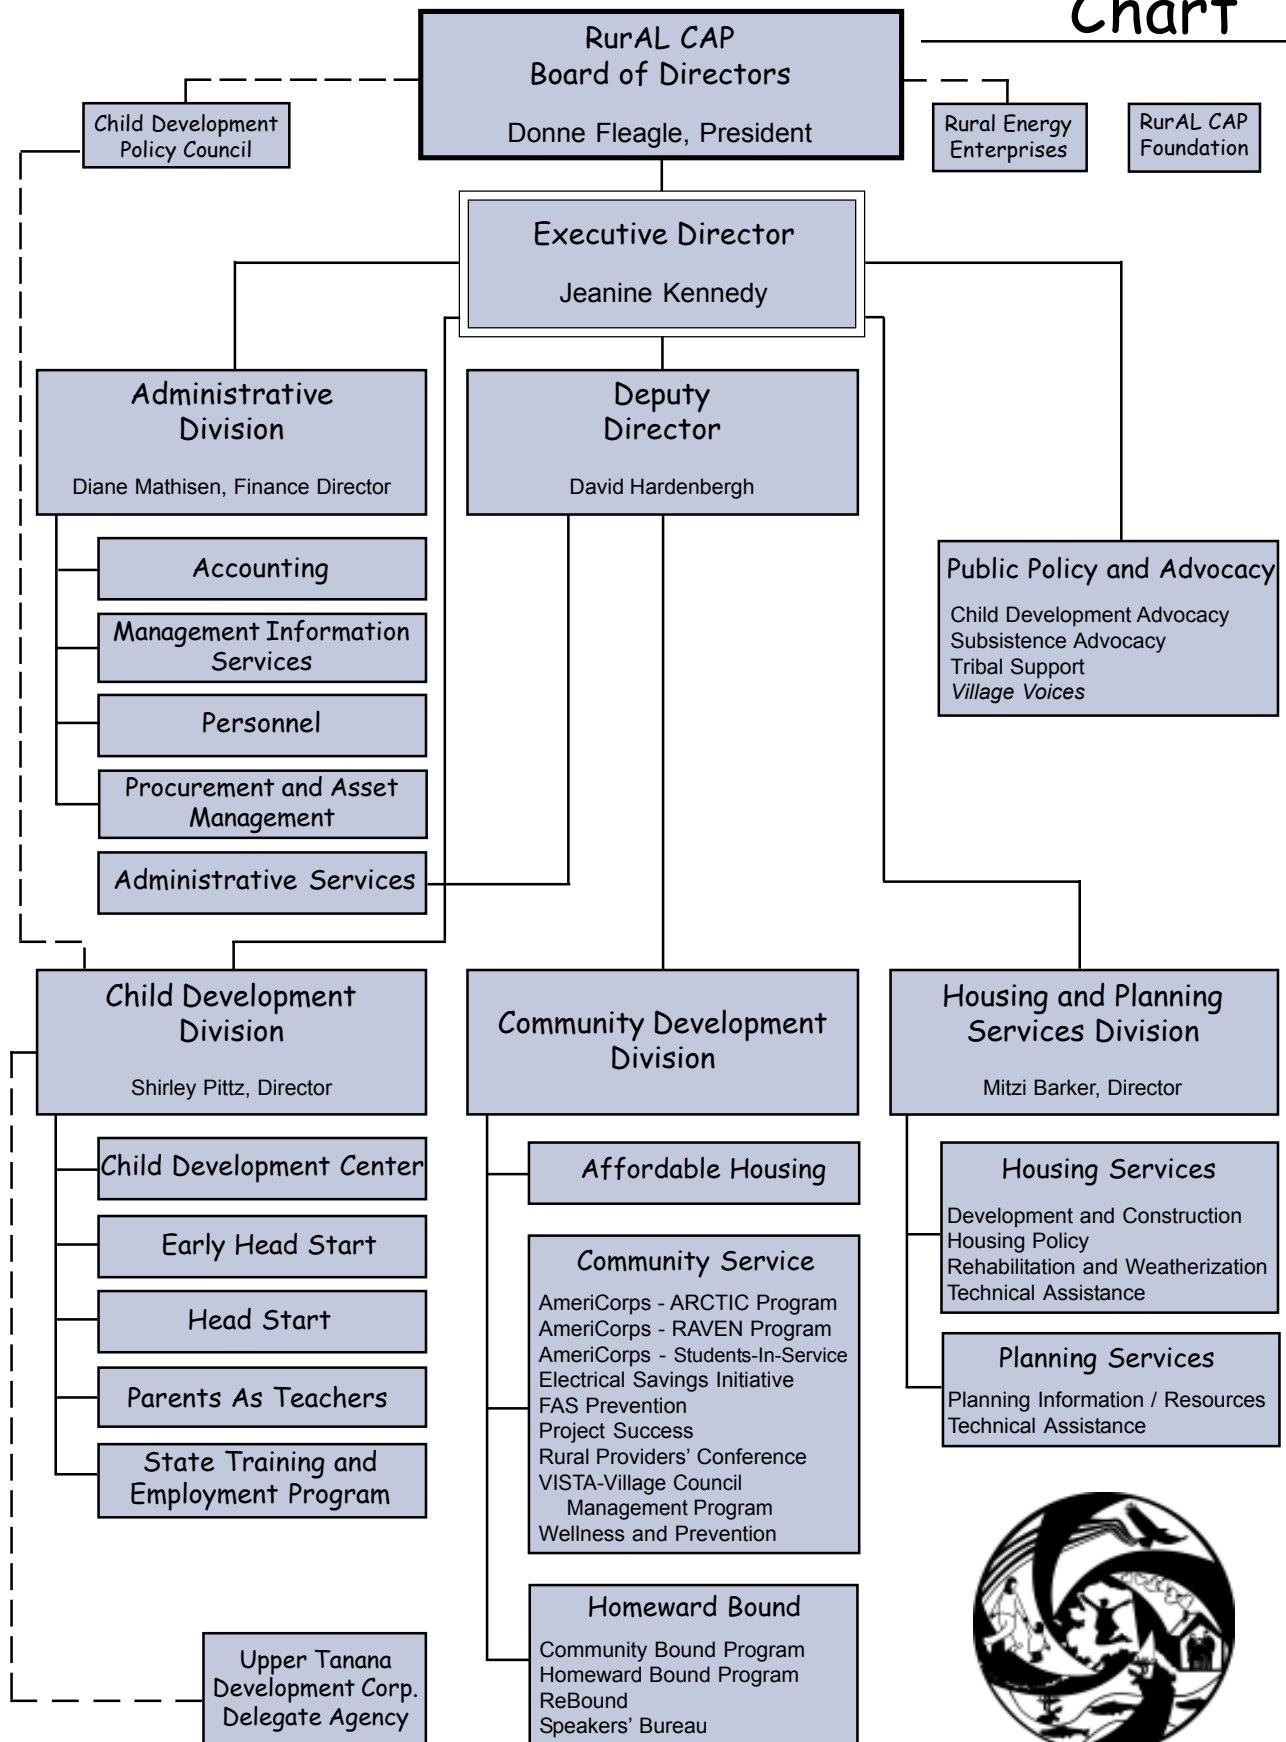 Chart
RurAL CAP
Board of Directors
Donne Fleagle, President
Child Development
Policy Council
Rural Energy
Enterprises
RurAL CAP
Foundation
Executive Director
Jeanine Kennedy
Administrative
Division
Diane Mathisen, Finance Director
Deputy
Director
David Hardenbergh
Accounting
Management Information
Services
Personnel
Procurement and Asset
Management
Administrative Services
Public Policy and Advocacy
Child Development Advocacy
Subsistence Advocacy
Tribal Support
Village Voices
Child Development
Division
Shirley Pittz, Director
Community Development
Division
Housing and Planning
Services Division
Mitzi Barker, Director
Child Development Center
Early Head Start
Head Start
Parents As Teachers
State Training and
Employment Program
Upper Tanana
Development Corp.
Delegate Agency
Affordable Housing
Community Service
AmeriCorps - ARCTIC Program
AmeriCorps - RAVEN Program
AmeriCorps - Students-In-Service
Electrical Savings Initiative
FAS Prevention
Project Success
Rural Providers’ Conference
VISTA-Village Council
Management Program
Wellness and Prevention
Homeward Bound
Community Bound Program
Homeward Bound Program
ReBound
Speakers’ Bureau
Housing Services
Development and Construction
Housing Policy
Rehabilitation and Weatherization
Technical Assistance
Planning Services
Planning Information / Resources
Technical Assistance